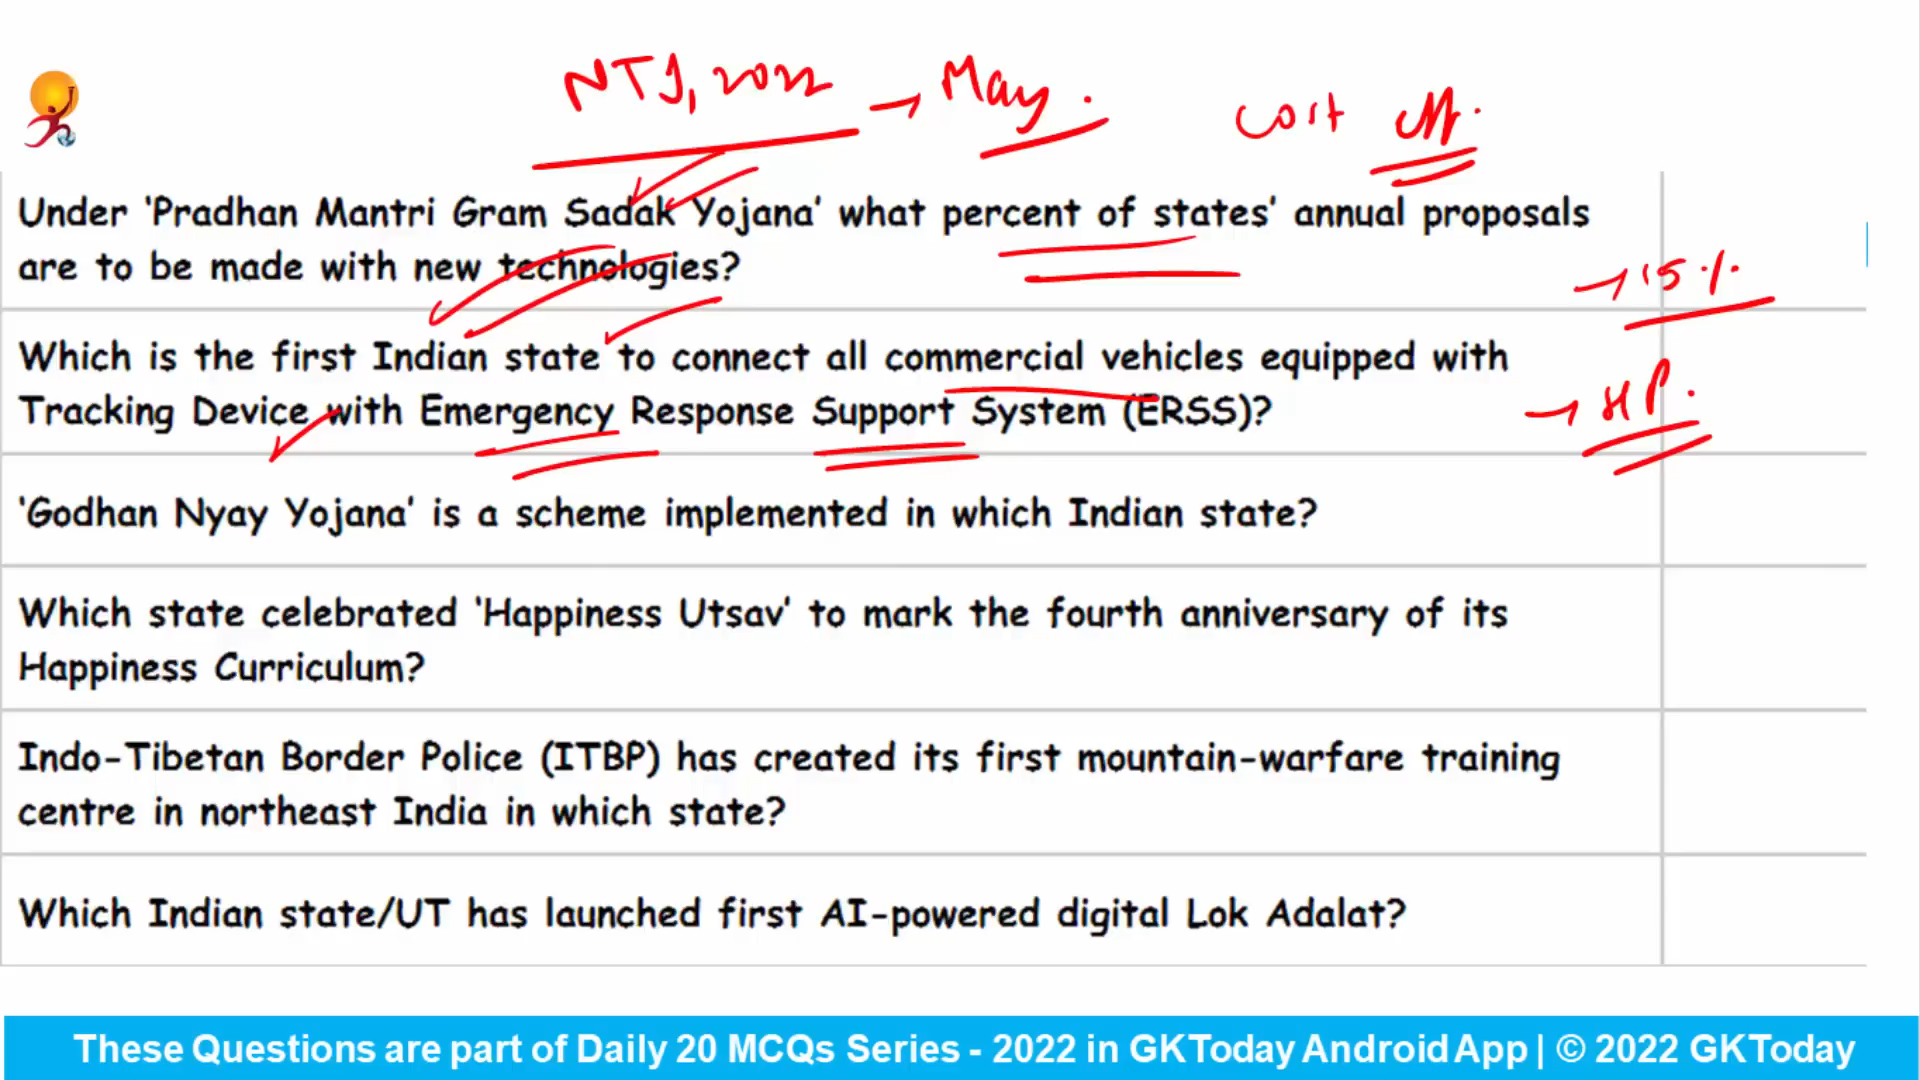 NTI, 2022 → May.
Cost eff.
Under 'Pradhan Mantri Gram Sadak Yojana' what percent of states' annual proposals
are to be made with new technologies?
→ 15%
Which is the first Indian state to connect all commercial vehicles equipped with
Tracking Device with Emergency Response Support System (ERSS)?
→ HP.
'Godhan Nyay Yojana' is a scheme implemented in which Indian state?
Which state celebrated 'Happiness Utsav' to mark the fourth anniversary of its
Happiness Curriculum?
Indo-Tibetan Border Police (ITBP) has created its first mountain-warfare training
centre in northeast India in which state?
Which Indian state/UT has launched first AI-powered digital Lok Adalat?
These Questions are part of Daily 20 MCQs Series - 2022 in GKToday Android App | © 2022 GKToday